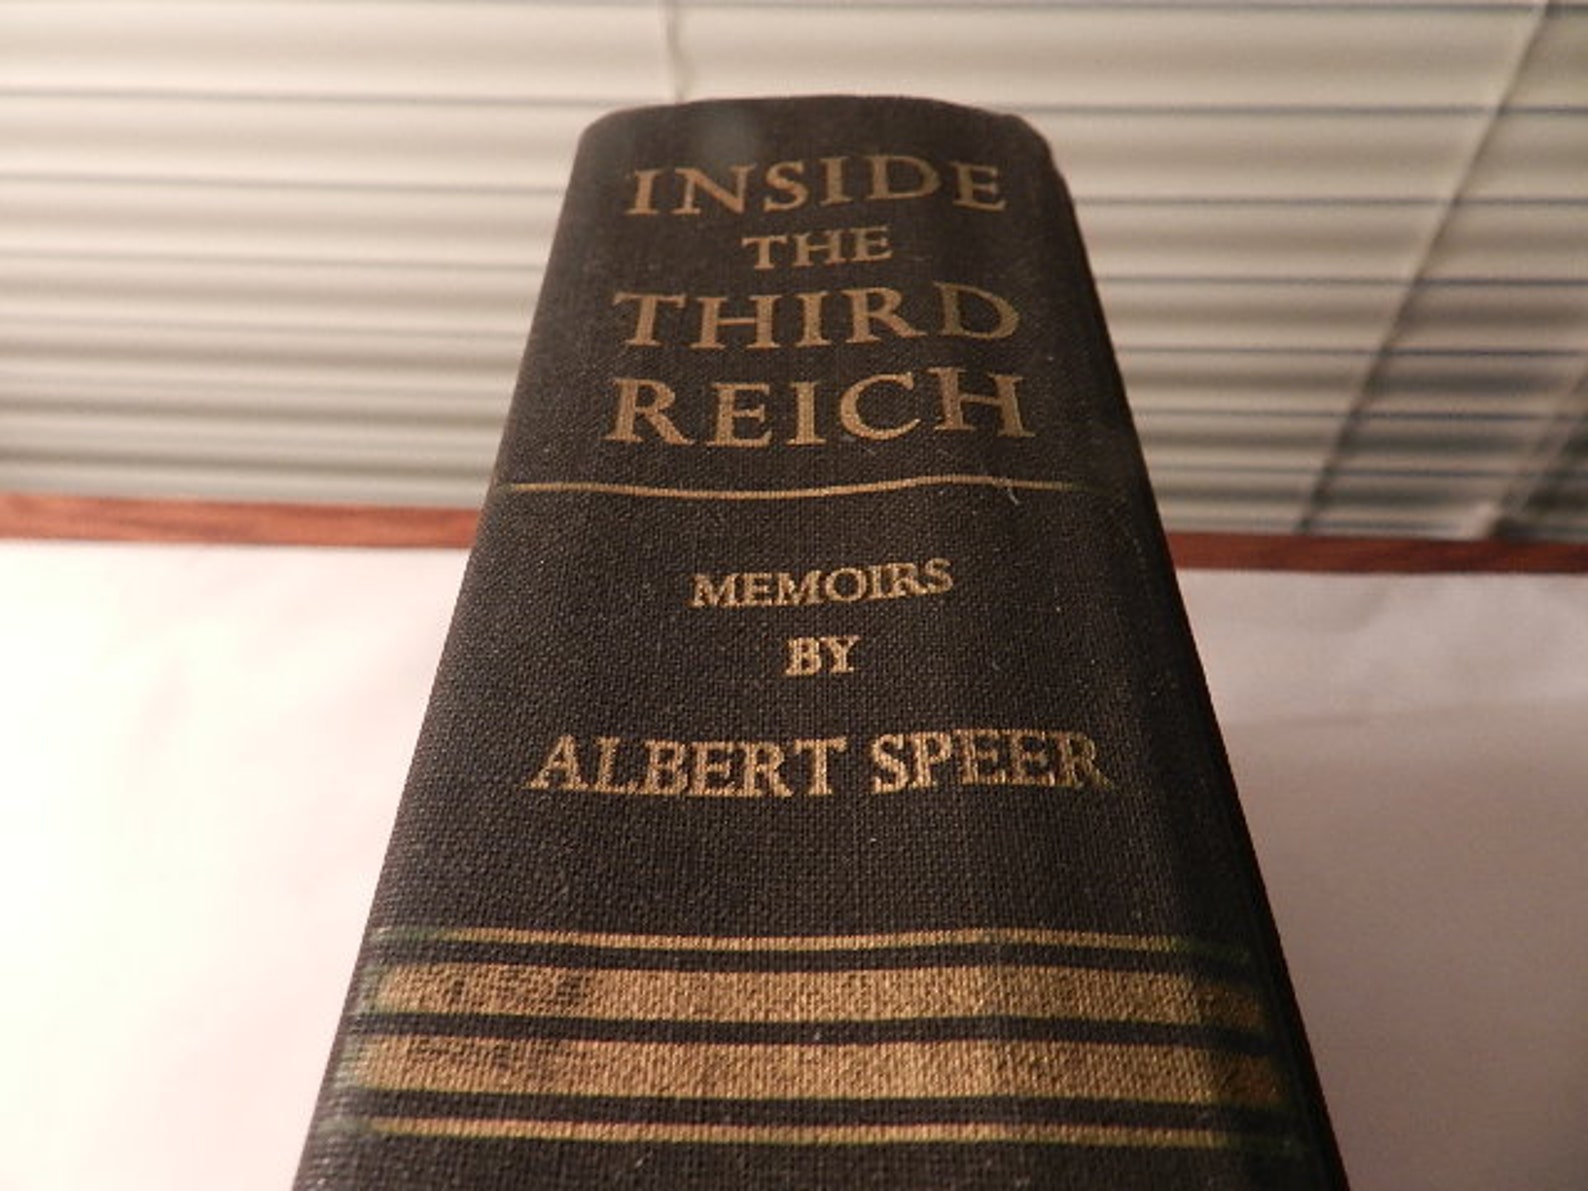 INSIDE
THE
THIRD
REICH
MEMOIRS
BY
ALBERT SPEER